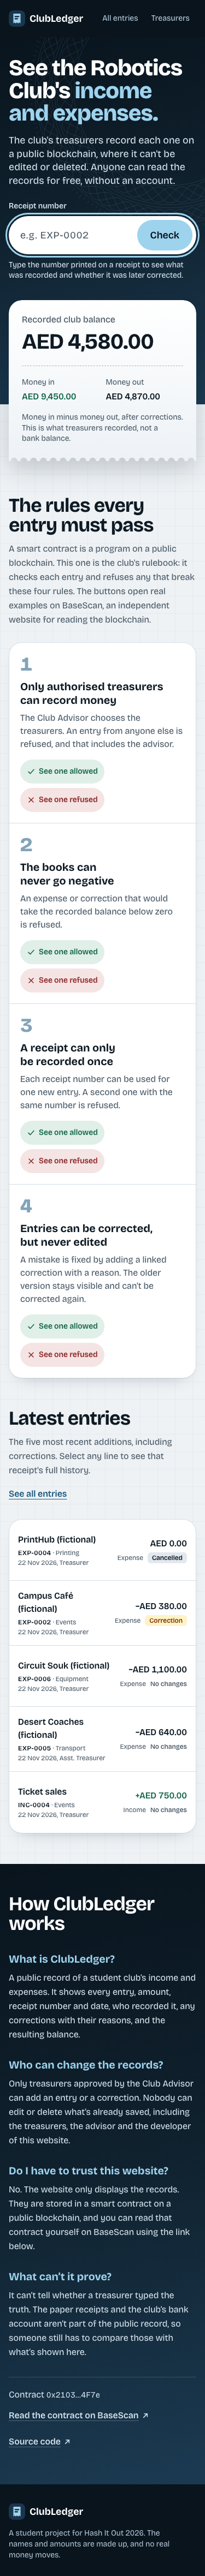 ClubLedger
All entries
Treasurers
See the Robotics
Club's income
and expenses.
The club's treasurers record each one on
a public blockchain, where it can't be
edited or deleted. Anyone can read the
records for free, without an account.
Receipt number
e.g. EXP-0002
Check
Type the number printed on a receipt to see what
was recorded and whether it was later corrected.
Recorded club balance
AED 4,580.00
Money in
Money out
AED 9,450.00
AED 4,870.00
Money in minus money out, after corrections.
This is what treasurers recorded, not a
bank balance.
The rules every
entry must pass
A smart contract is a program on a public
blockchain. This one is the club's rulebook: it
checks each entry and refuses any that break
these four rules. The buttons open real
examples on BaseScan, an independent
website for reading the blockchain.
1
Only authorised treasurers
can record money
The Club Advisor chooses the
treasurers. An entry from anyone else is
refused, and that includes the advisor.
See one allowed
See one refused
2
The books can
never go negative
An expense or correction that would
take the recorded balance below zero
is refused.
See one allowed
See one refused
3
A receipt can only
be recorded once
Each receipt number can be used for
one new entry. A second one with the
same number is refused.
See one allowed
See one refused
4
Entries can be corrected,
but never edited
A mistake is fixed by adding a linked
correction with a reason. The older
version stays visible and can't be
corrected again.
See one allowed
See one refused
Latest entries
The five most recent additions, including
corrections. Select any line to see that
receipt's full history.
See all entries
PrintHub (fictional)
EXP-0004 · Printing
22 Nov 2026, Treasurer
AED 0.00
Expense Cancelled
Campus Café
(fictional)
EXP-0002 · Events
22 Nov 2026, Treasurer
−AED 380.00
Expense Correction
Circuit Souk (fictional)
EXP-0006 · Equipment
22 Nov 2026, Treasurer
−AED 1,100.00
Expense No changes
Desert Coaches
(fictional)
EXP-0005 · Transport
22 Nov 2026, Asst. Treasurer
−AED 640.00
Expense No changes
Ticket sales
INC-0004 · Events
22 Nov 2026, Treasurer
+AED 750.00
Income No changes
How ClubLedger
works
What is ClubLedger?
A public record of a student club's income and
expenses. It shows every entry, amount,
receipt number and date, who recorded it, any
corrections with their reasons, and the
resulting balance.
Who can change the records?
Only treasurers approved by the Club Advisor
can add an entry or a correction. Nobody can
edit or delete what's already saved, including
the treasurers, the advisor and the developer
of this website.
Do I have to trust this website?
No. The website only displays the records.
They are stored in a smart contract on a
public blockchain, and you can read that
contract yourself on BaseScan using the link
below.
What can't it prove?
It can't tell whether a treasurer typed the
truth. The paper receipts and the club's bank
account aren't part of the public record, so
someone still has to compare those with
what's shown here.
Contract 0x2103…4F7e
Read the contract on BaseScan ↗
Source code ↗
ClubLedger
A student project for Hash It Out 2026. The
names and amounts are made up, and no real
money moves.